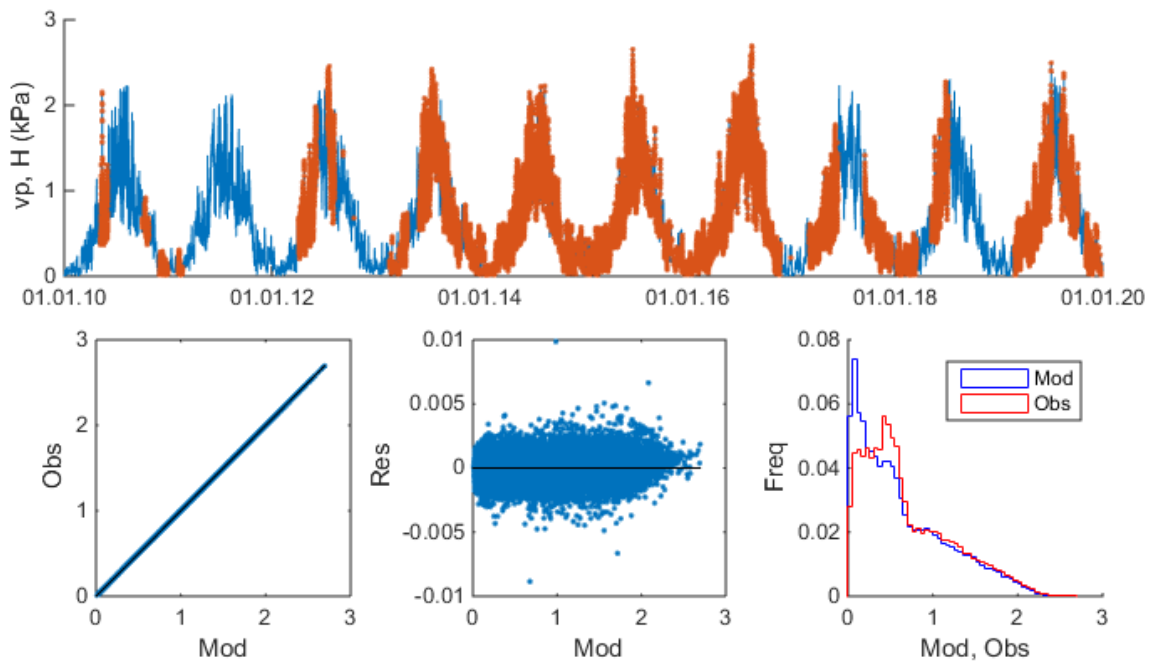 vp, H (kPa)
3
2
1
0
01.01.10 01.01.12 01.01.14 01.01.16 01.01.18 01.01.20
Obs
3
2
1
0
0 1 2 3
Mod
Res
0.01
0.005
0
-0.005
-0.01
0 1 2 3
Mod
Freq
0.08
0.06
0.04
0.02
0
0 1 2 3
Mod, Obs
Mod
Obs